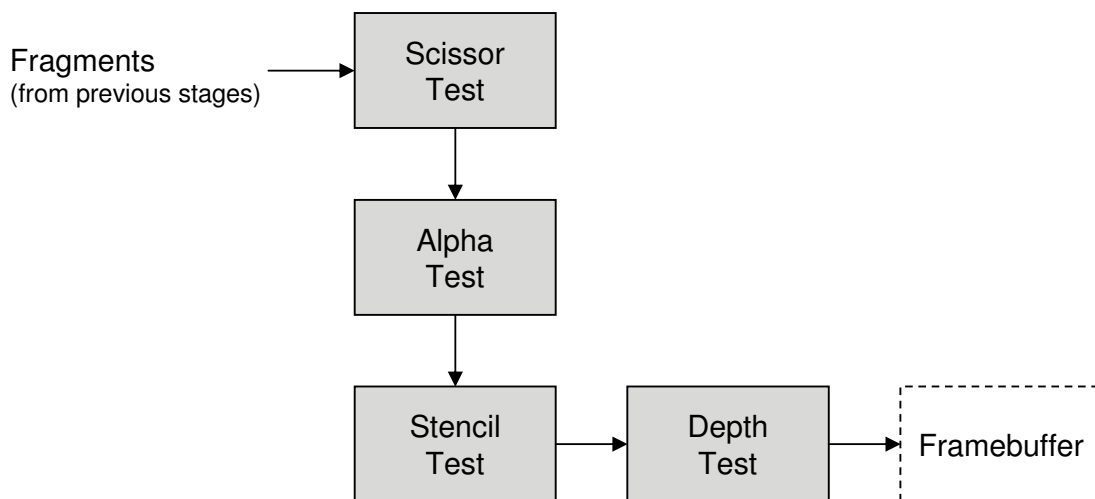 Fragments
(from previous stages)
Scissor
Test
Alpha
Test
Stencil
Test
Depth
Test
Framebuffer